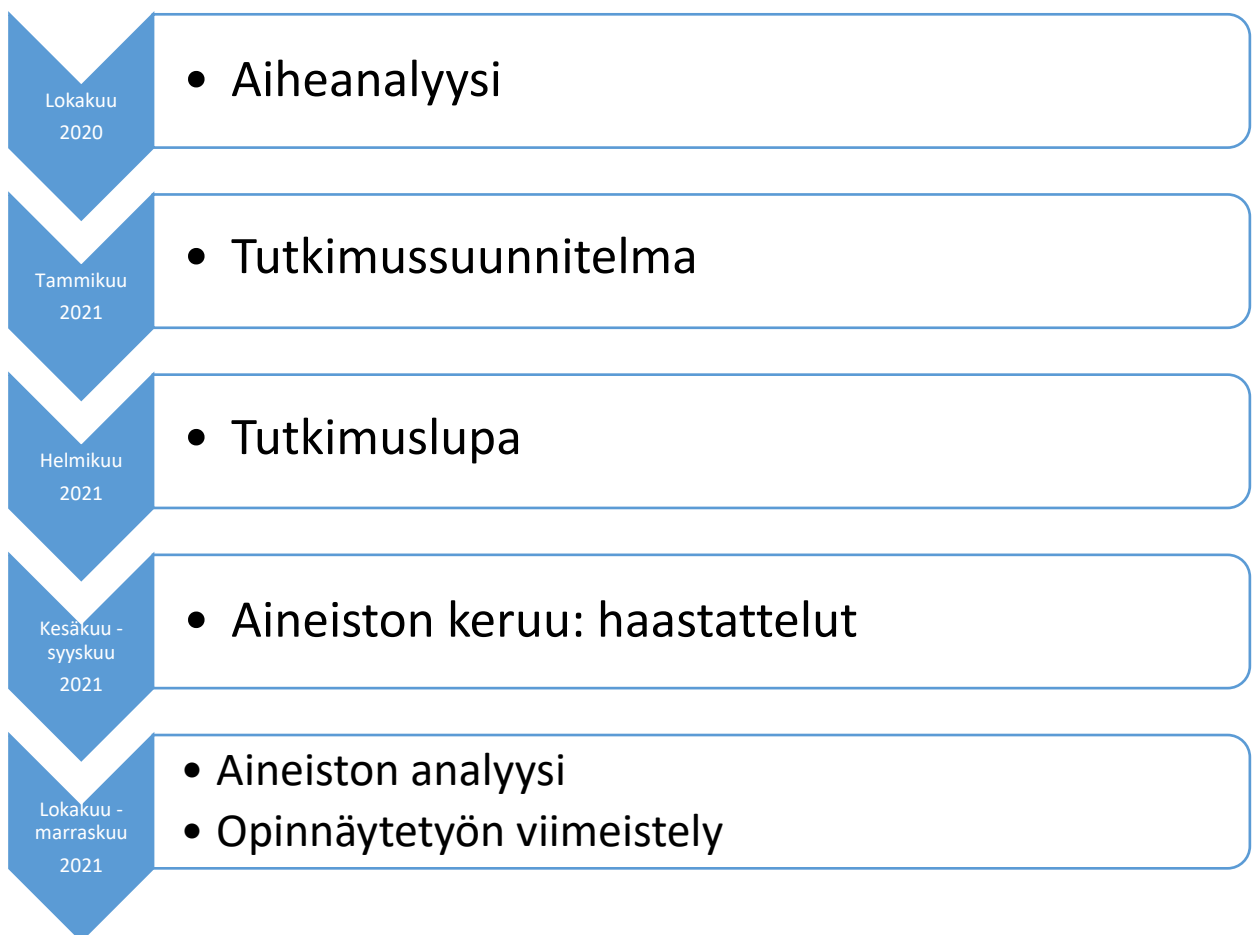 Lokakuu
2020
• Aiheanalyysi
Tammikuu
2021
• Tutkimussuunnitelma
Helmikuu
2021
• Tutkimuslupa
Kesäkuu -
syyskuu
2021
• Aineiston keruu: haastattelut
Lokakuu -
marraskuu
2021
• Aineiston analyysi
• Opinnäytetyön viimeistely